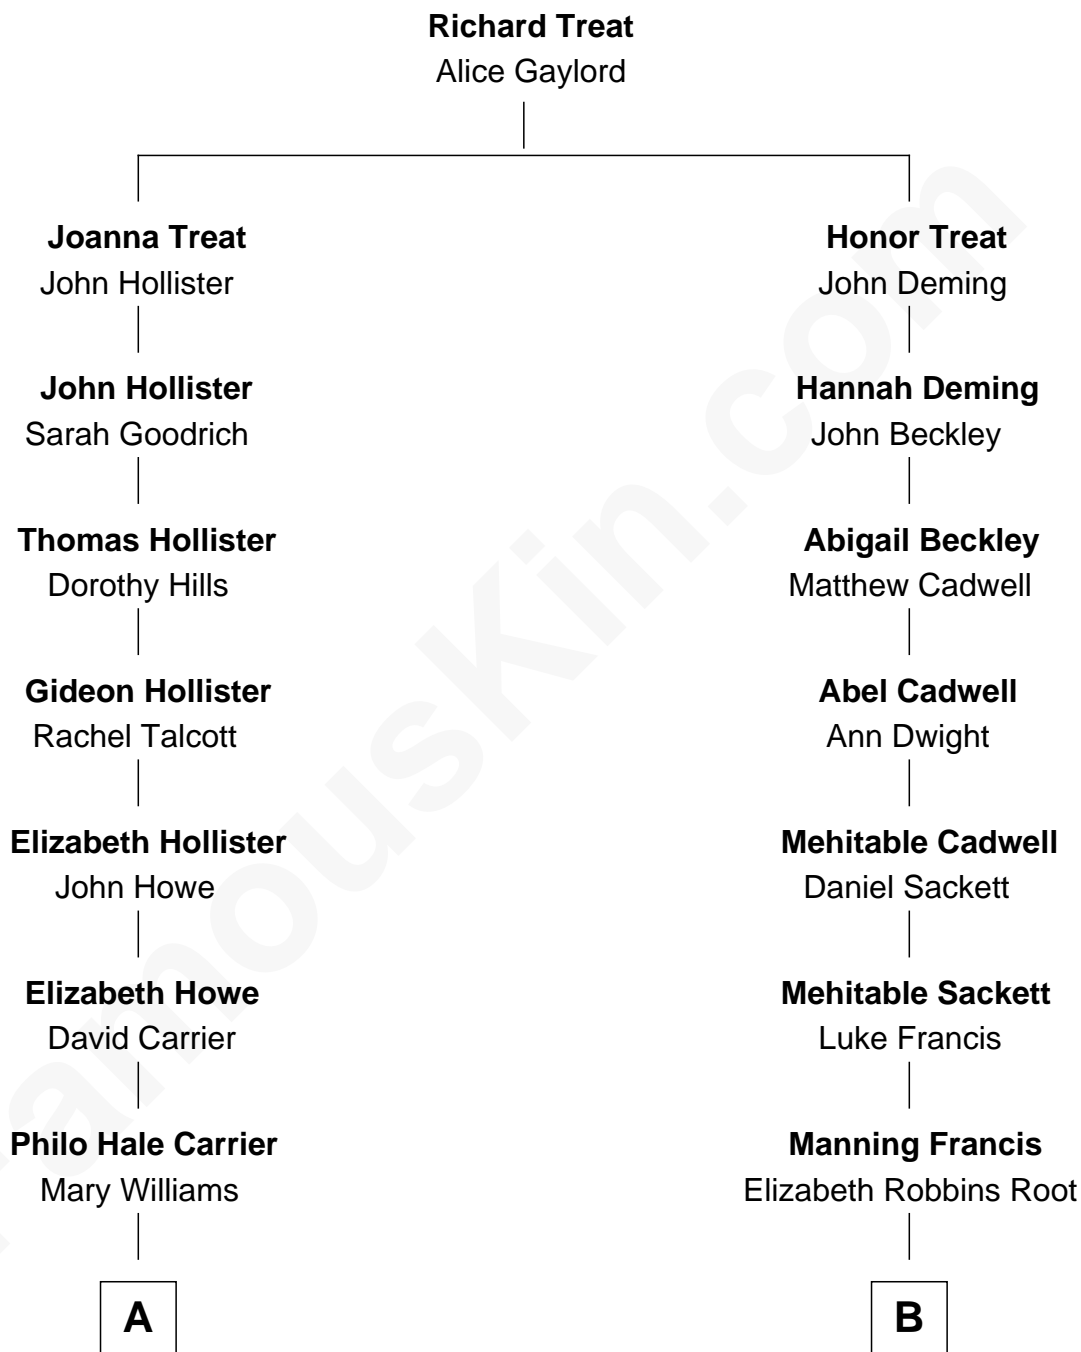 Richard Treat
Alice Gaylord
Joanna Treat
John Hollister
Honor Treat
John Deming
John Hollister
Sarah Goodrich
Hannah Deming
John Beckley
Thomas Hollister
Dorothy Hills
Abigail Beckley
Matthew Cadwell
Gideon Hollister
Rachel Talcott
Abel Cadwell
Ann Dwight
Elizabeth Hollister
John Howe
Mehitable Cadwell
Daniel Sackett
Elizabeth Howe
David Carrier
Mehitable Sackett
Luke Francis
Philo Hale Carrier
Mary Williams
Manning Francis
Elizabeth Robbins Root
A
B
FamousKin.com